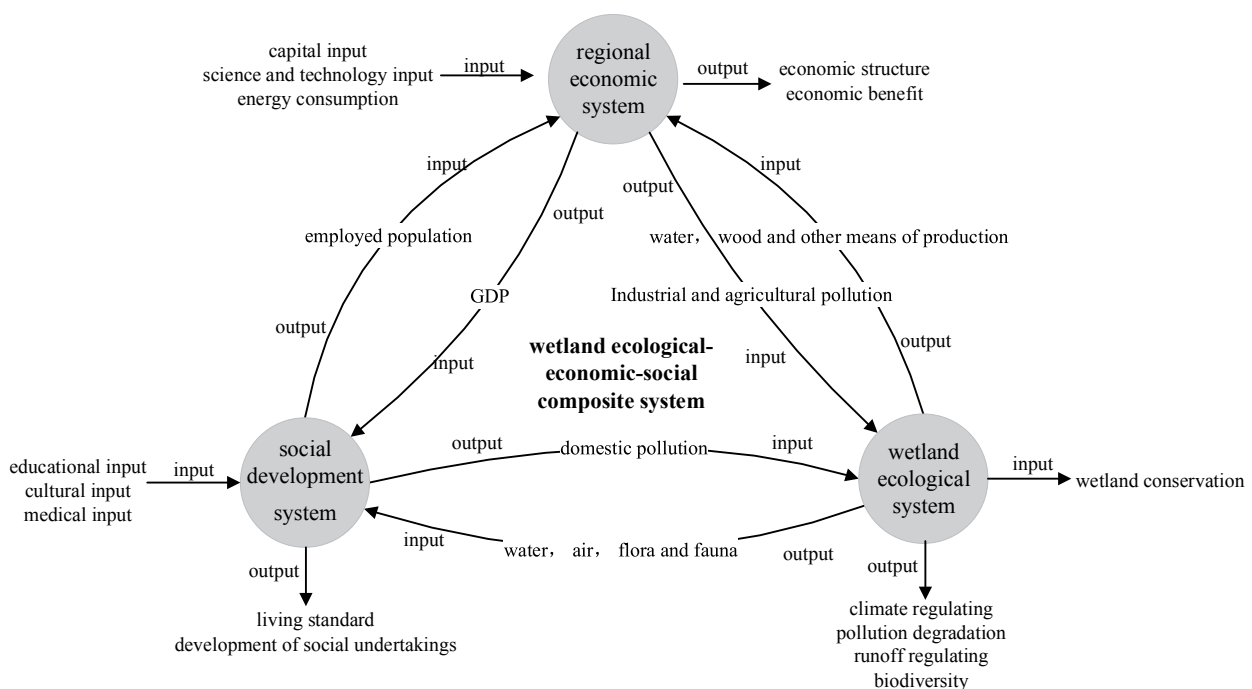 capital input
science and technology input
energy consumption
input
regional
economic
system
output
economic structure
economic benefit
input
input
output
output
employed population
water， wood and other means of production
GDP
Industrial and agricultural pollution
output
output
wetland ecological-
economic-social
composite system
input
input
social
development
system
output
domestic pollution
input
wetland
ecological
system
educational input
cultural input
medical input
input
input
wetland conservation
input
water， air， flora and fauna
output
output
living standard
development of social undertakings
output
climate regulating
pollution degradation
runoff regulating
biodiversity